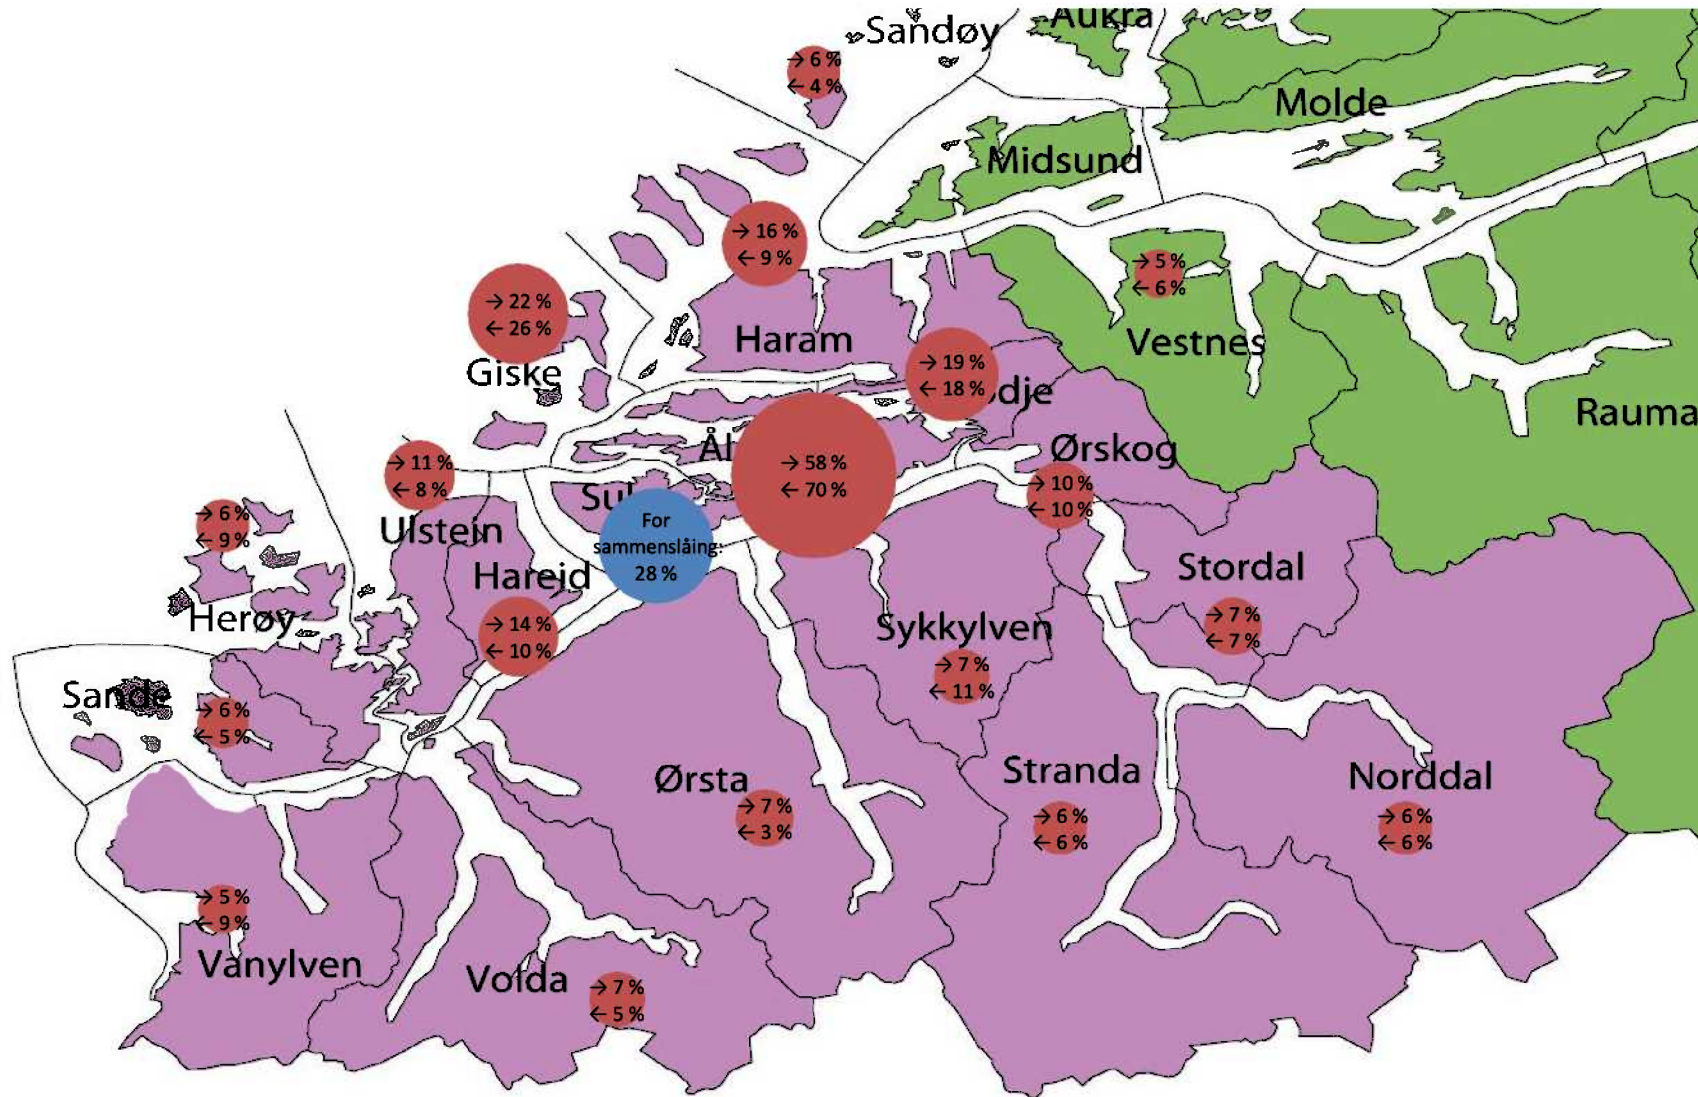 Aukra
Sandøy
→ 6 %
← 4 %
Molde
Midsund
→ 16 %
← 9 %
→ 5 %
← 6 %
Vestnes
→ 22 %
← 26 %
Giske
Haram
→ 19 %
← 18 %
dje
Rauma
Ål
→ 58 %
← 70 %
Ørskog
→ 10 %
← 10 %
→ 11 %
← 8 %
Ulstein
Sul
For
sammenslåing:
28 %
→ 6 %
← 9 %
Herøy
Hareid
→ 14 %
← 10 %
Stordal
→ 7 %
← 7 %
Sykkylven
→ 7 %
← 11 %
Sande
→ 6 %
← 5 %
Ørsta
→ 7 %
← 3 %
Stranda
→ 6 %
← 6 %
Norddal
→ 6 %
← 6 %
→ 5 %
← 9 %
Vanylven
Volda
→ 7 %
← 5 %